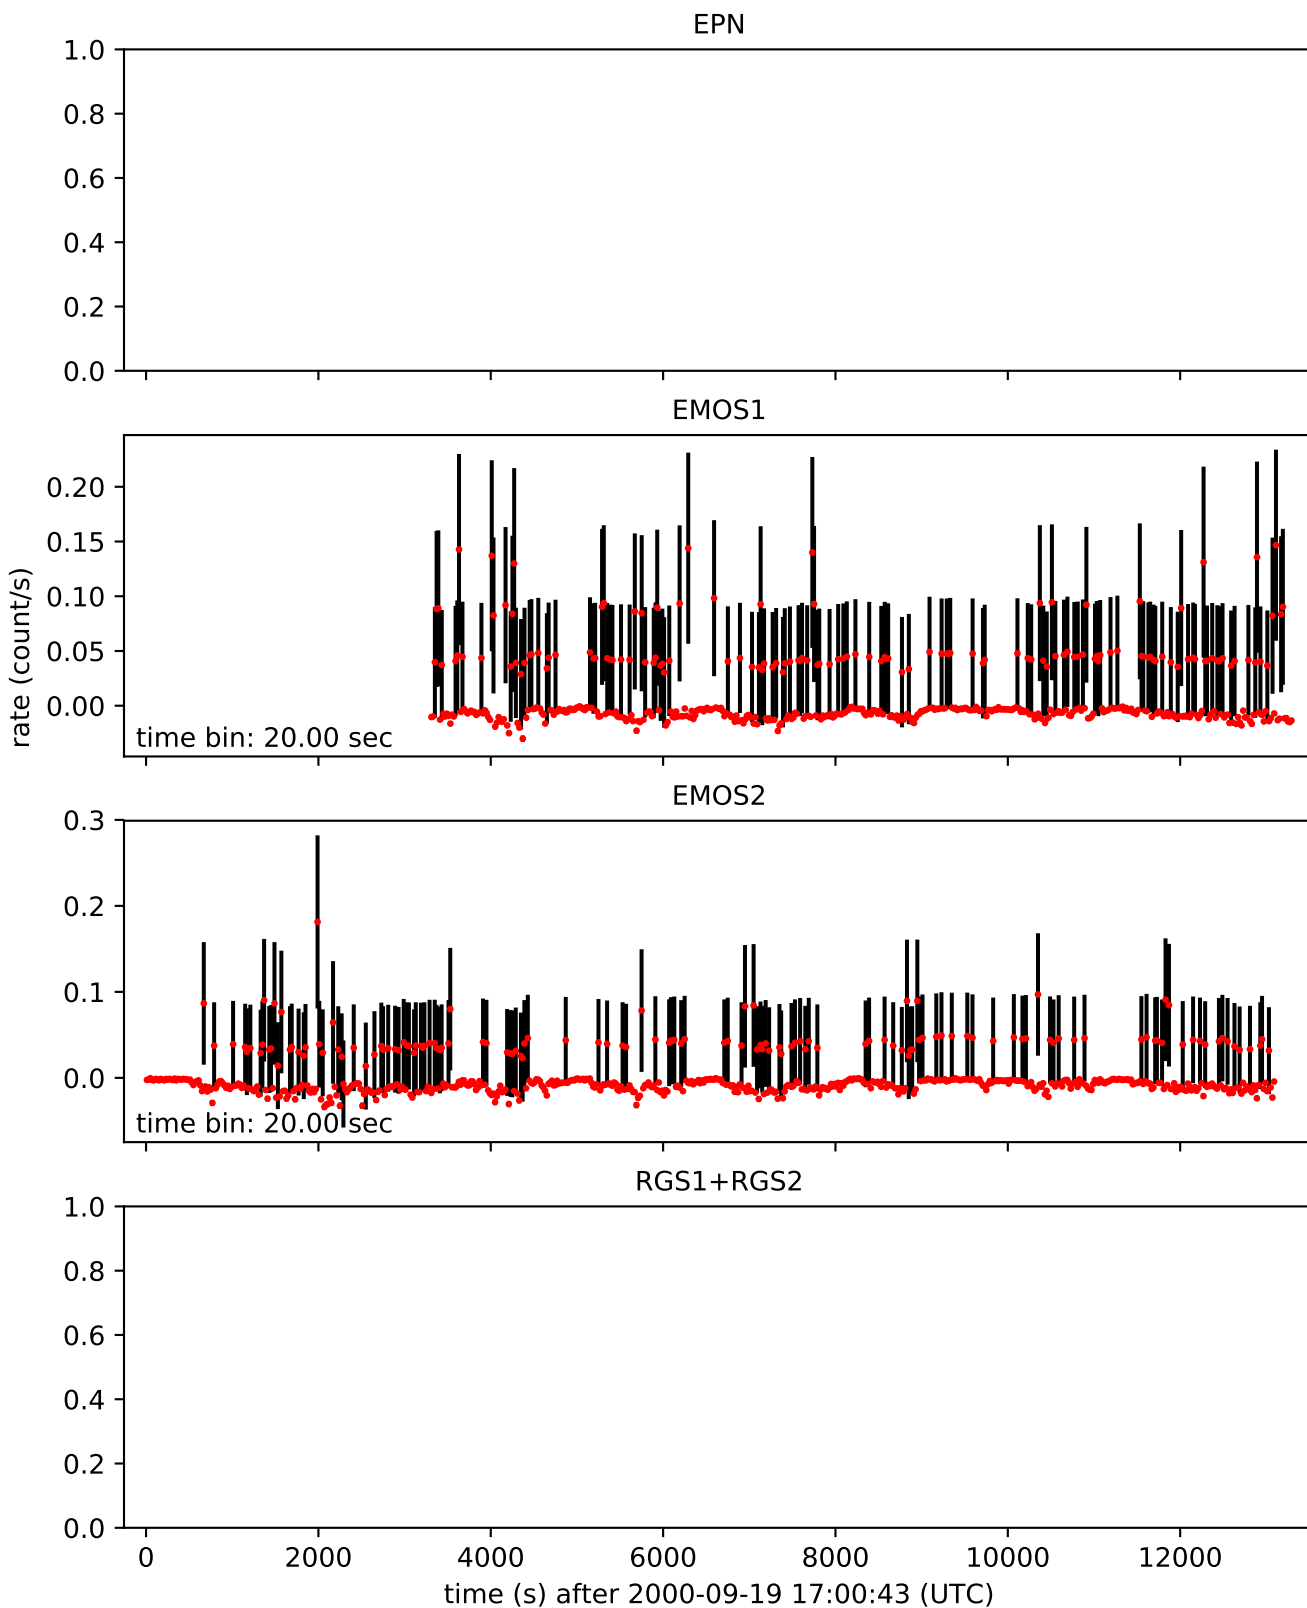 EPN
1.0
0.8
0.6
0.4
0.2
0.0
EMOS1
0.20
0.15
0.10
0.05
0.00
rate (count/s)
time bin: 20.00 sec
EMOS2
0.3
0.2
0.1
0.0
time bin: 20.00 sec
RGS1+RGS2
1.0
0.8
0.6
0.4
0.2
0.0
0 2000 4000 6000 8000 10000 12000
time (s) after 2000-09-19 17:00:43 (UTC)